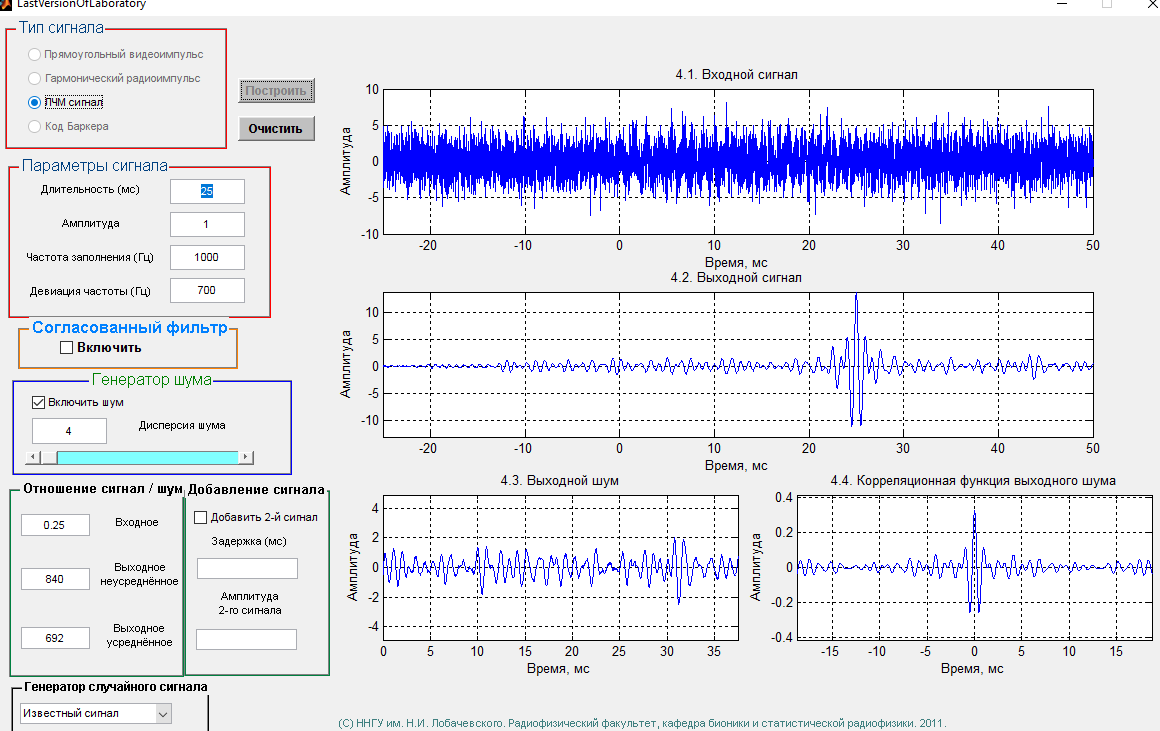 LastVersionOfLaboratory
Тип сигнала
Прямоугольный видеоимпульс
Гармонический радиоимпульс
ЛЧМ сигнал
Код Баркера
Построить
Очистить
Параметры сигнала
Длительность (мс)
25
Амплитуда
1
Частота заполнения (Гц)
1000
Девиация частоты (Гц)
700
Согласованный фильтр
Включить
Генератор шума
Включить шум
4
Дисперсия шума
Отношение сигнал / шум
0.25
Входное
840
Выходное
неусреднённое
692
Выходное
усреднённое
Добавление сигнала
Добавить 2-й сигнал
Задержка (мс)
Амплитуда
2-го сигнала
Генератор случайного сигнала
Известный сигнал
4.1. Входной сигнал
Амплитуда
10
5
0
-5
-10
-20 -10 0 10 20 30 40 50
Время, мс
4.2. Выходной сигнал
Амплитуда
10
5
0
-5
-10
-20 -10 0 10 20 30 40 50
Время, мс
4.3. Выходной шум
Амплитуда
4
2
0
-2
-4
0 5 10 15 20 25 30 35
Время, мс
4.4. Корреляционная функция выходного шума
Амплитуда
0.4
0.2
0
-0.2
-0.4
-15 -10 -5 0 5 10 15
Время, мс
(С) ННГУ им. Н.И. Лобачевского. Радиофизический факультет, кафедра бионики и статистической радиофизики. 2011.